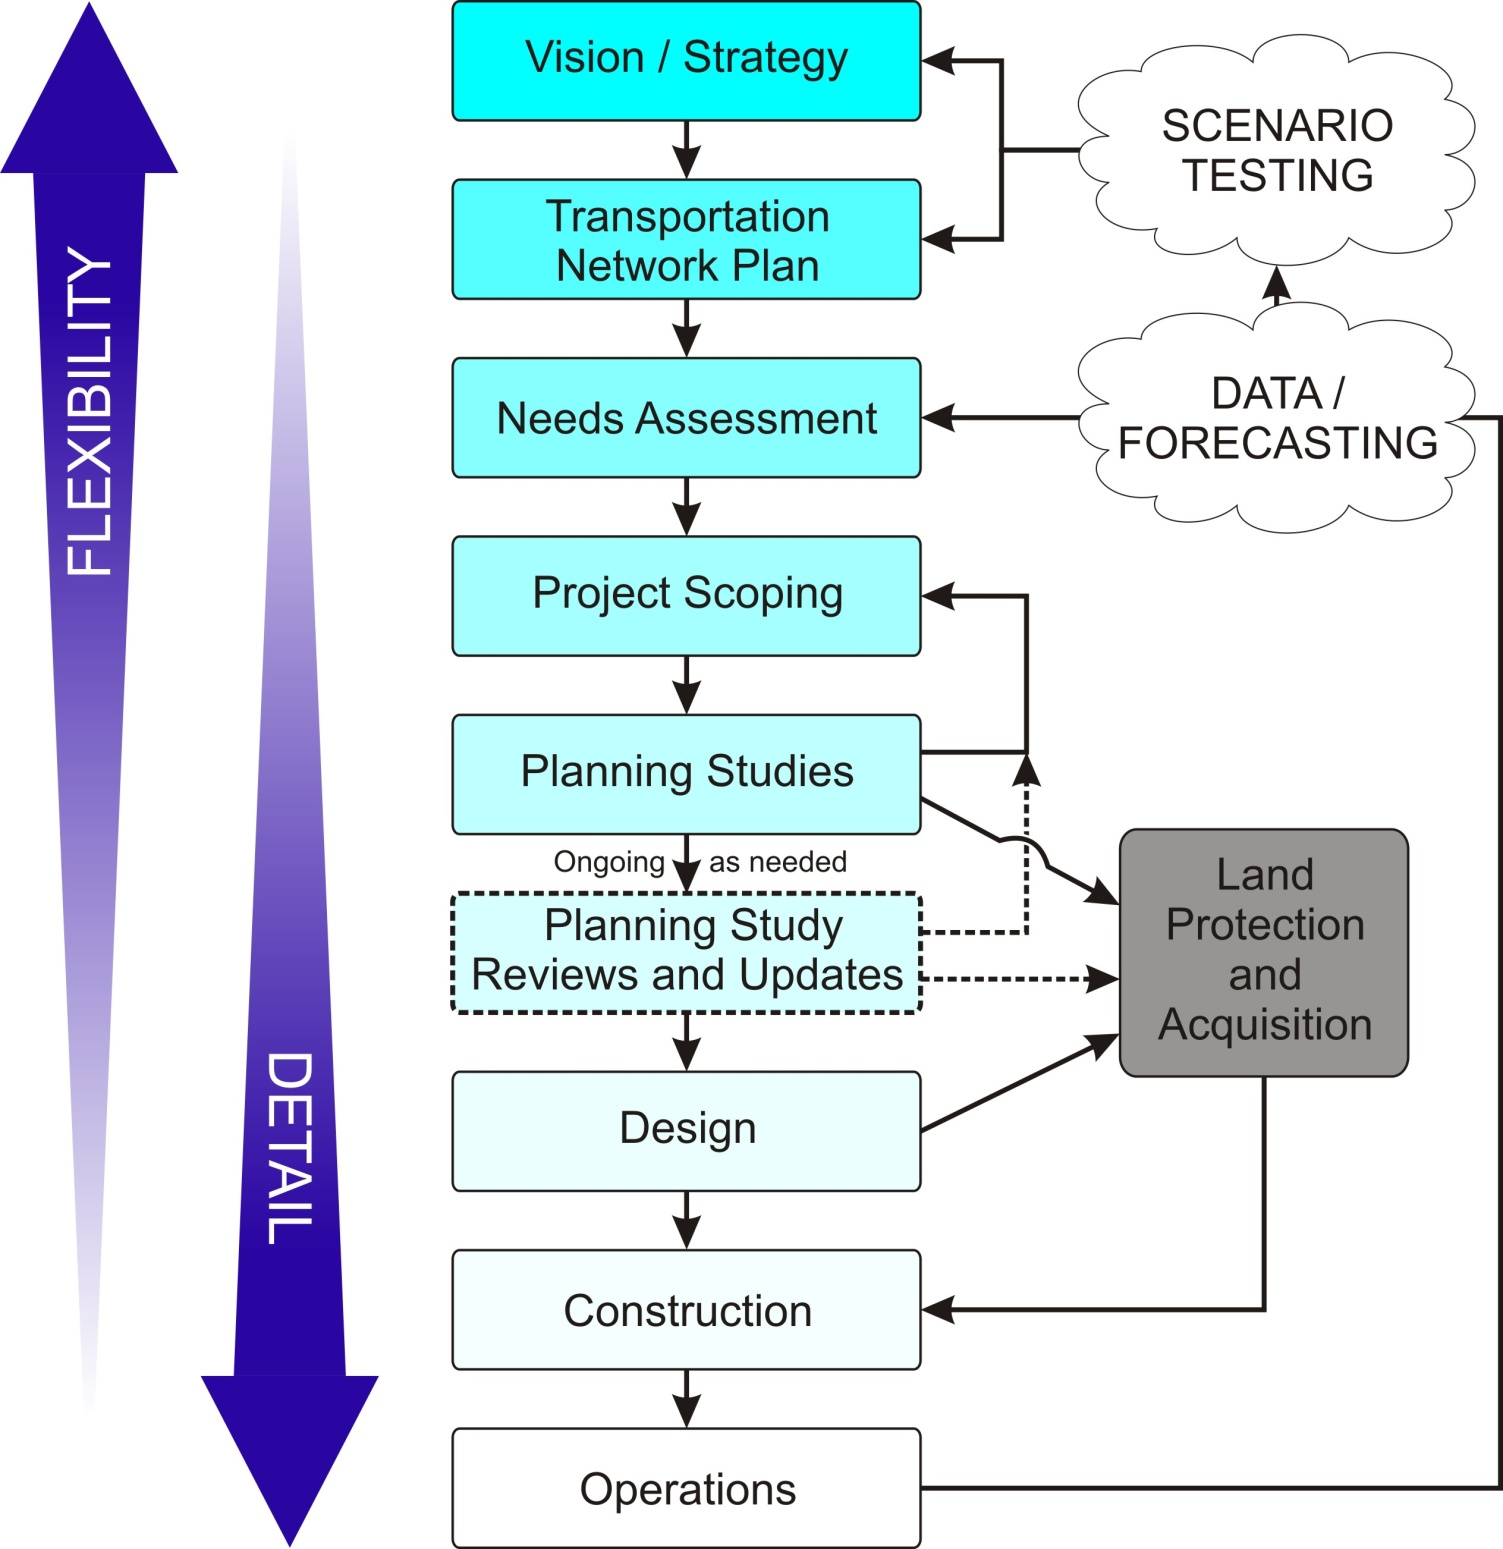 FLEXIBILITY
DETAIL
Vision / Strategy
Transportation
Network Plan
Needs Assessment
Project Scoping
Planning Studies
Ongoing as needed
Planning Study
Reviews and Updates
Design
Construction
Operations
SCENARIO
TESTING
DATA /
FORECASTING
Land
Protection
and
Acquisition